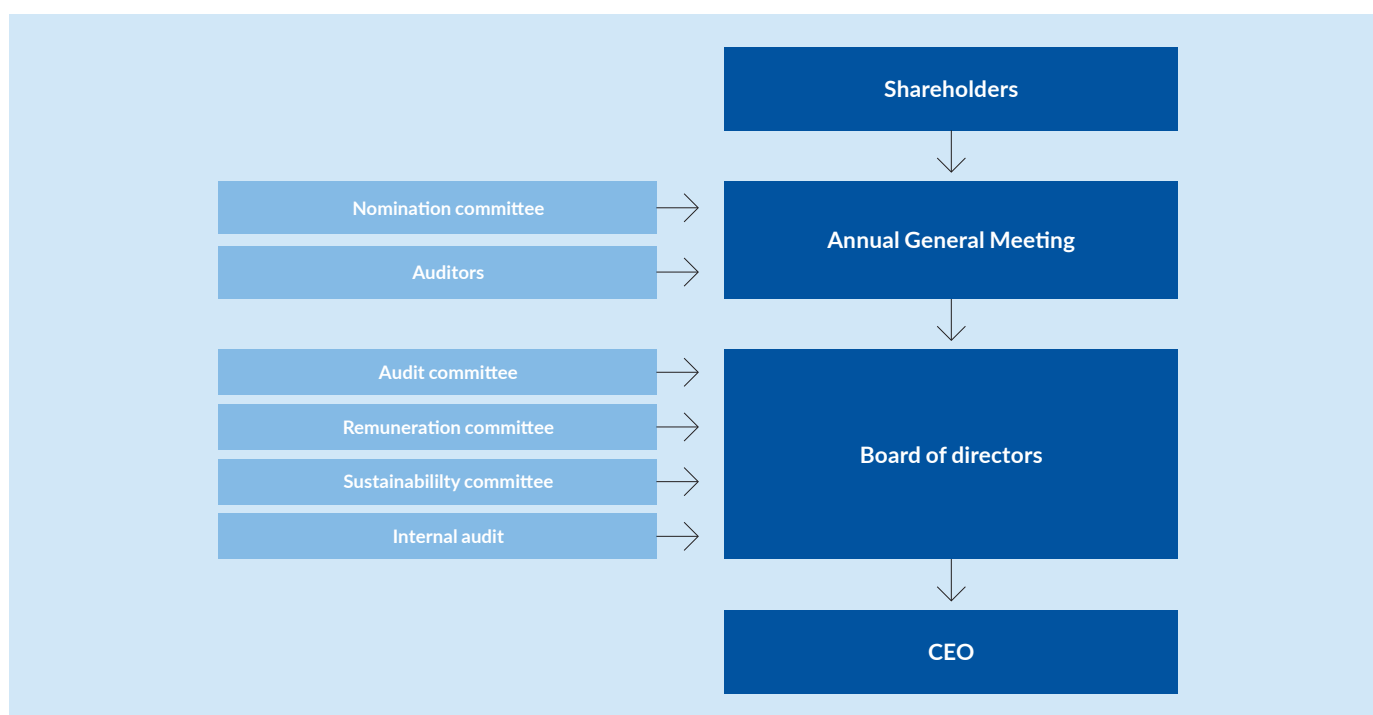 Shareholders
Nomination committee
Annual General Meeting
Auditors
Audit committee
Remuneration committee
Board of directors
Sustainabililty committee
Internal audit
CEO